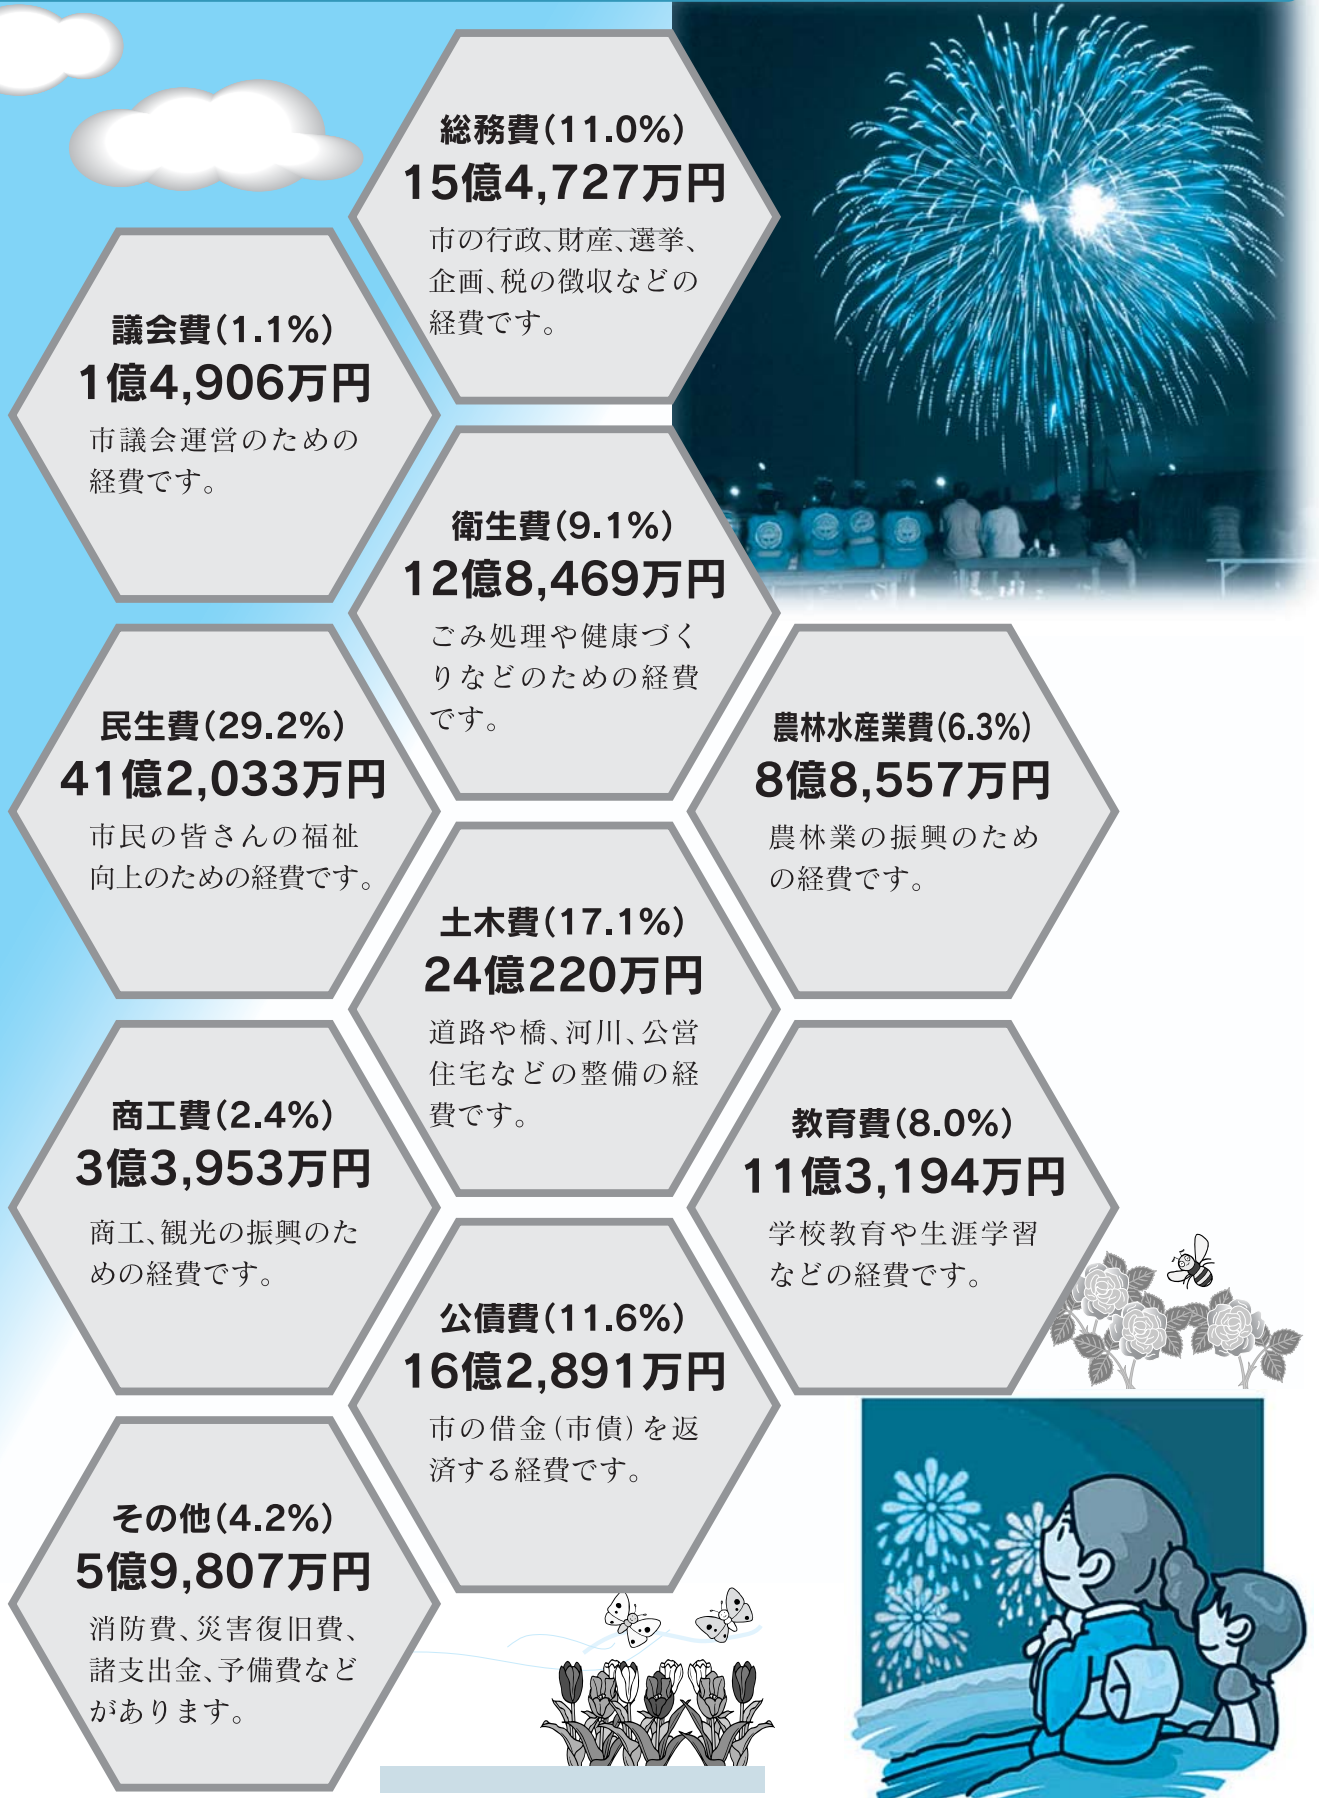 総務費(11.0%)
15億4,727万円
市の行政、財産、選挙、
企画、税の徴収などの
経費です。
議会費(1.1%)
1億4,906万円
市議会運営のための
経費です。
衛生費(9.1%)
12億8,469万円
ごみ処理や健康づく
りなどのための経費
です。
民生費(29.2%)
41億2,033万円
市民の皆さんの福祉
向上のための経費です。
農林水産業費(6.3%)
8億8,557万円
農林業の振興のため
の経費です。
土木費(17.1%)
24億220万円
道路や橋、河川、公営
住宅などの整備の経
費です。
商工費(2.4%)
3億3,953万円
商工、観光の振興のた
めの経費です。
教育費(8.0%)
11億3,194万円
学校教育や生涯学習
などの経費です。
公債費(11.6%)
16億2,891万円
市の借金(市債)を返
済する経費です。
その他(4.2%)
5億9,807万円
消防費、災害復旧費、
諸支出金、予備費など
があります。